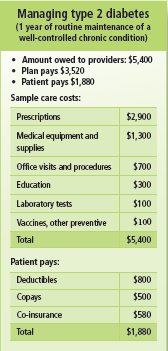 Managing type 2 diabetes
(1 year of routine maintenance of a
well-controlled chronic condition)
• Amount owed to providers: $5,400
• Plan pays $3,520
• Patient pays $1,880
Sample care costs:
Prescriptions $2,900
Medical equipment and $1,300
supplies
Office visits and procedures $700
Education $300
Laboratory tests $100
Vaccines, other preventive $100
Total $5,400
Patient pays:
Deductibles $800
Copays $500
Co-insurance $580
Total $1,880